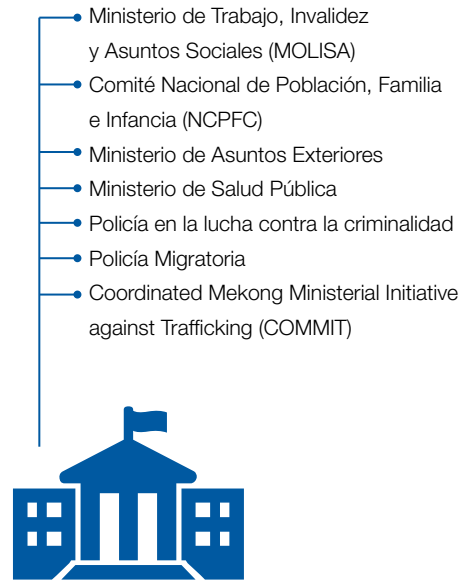 Ministerio de Trabajo, Invalidez
y Asuntos Sociales (MOLISA)
Comité Nacional de Población, Familia
e Infancia (NCPFC)
Ministerio de Asuntos Exteriores
Ministerio de Salud Pública
Policía en la lucha contra la criminalidad
Policía Migratoria
Coordinated Mekong Ministerial Initiative
against Trafficking (COMMIT)